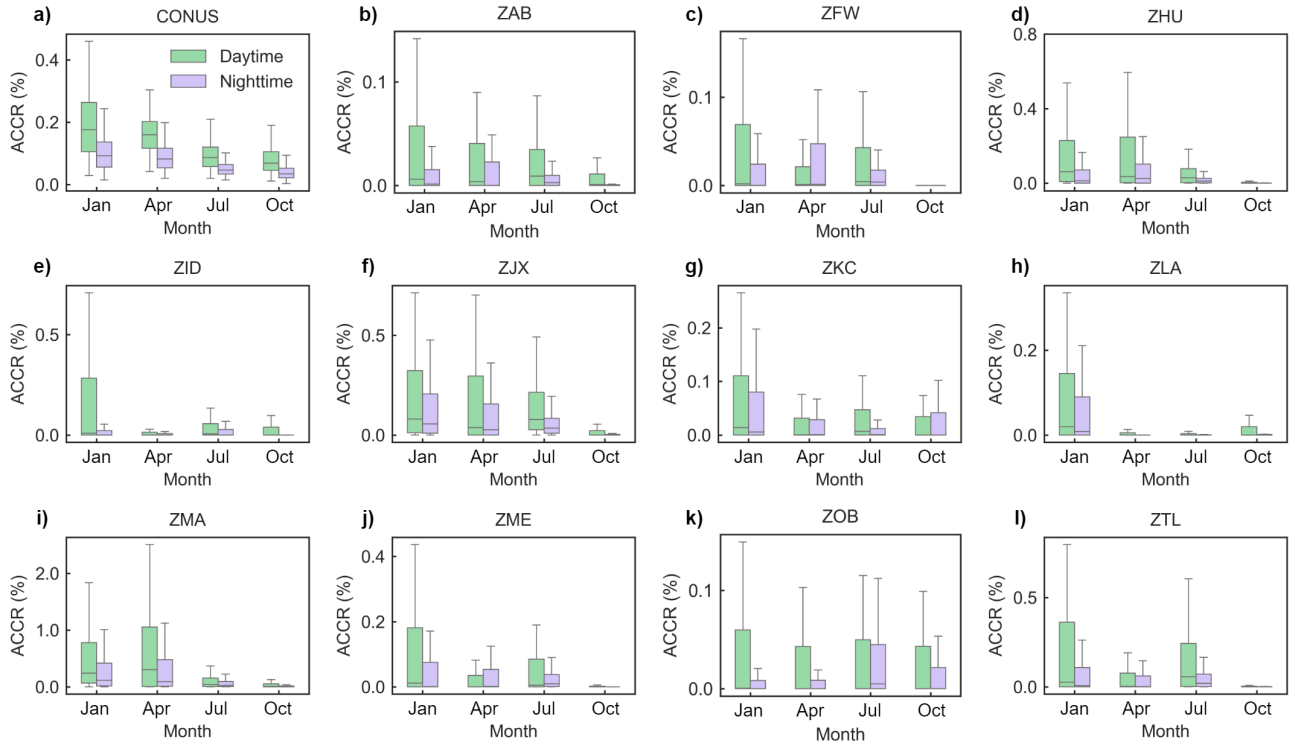 a) CONUS
ACCR (%)
0.4
0.2
0.0
Daytime
Nighttime
Jan Apr Jul Oct
Month
b) ZAB
ACCR (%)
0.1
0.0
Jan Apr Jul Oct
Month
c) ZFW
ACCR (%)
0.1
0.0
Jan Apr Jul Oct
Month
d) ZHU
ACCR (%)
0.8
0.4
0.0
Jan Apr Jul Oct
Month
e) ZID
ACCR (%)
0.5
0.0
Jan Apr Jul Oct
Month
f) ZJX
ACCR (%)
0.5
0.0
Jan Apr Jul Oct
Month
g) ZKC
ACCR (%)
0.2
0.1
0.0
Jan Apr Jul Oct
Month
h) ZLA
ACCR (%)
0.2
0.0
Jan Apr Jul Oct
Month
i) ZMA
ACCR (%)
2.0
1.0
0.0
Jan Apr Jul Oct
Month
j) ZME
ACCR (%)
0.4
0.2
0.0
Jan Apr Jul Oct
Month
k) ZOB
ACCR (%)
0.1
0.0
Jan Apr Jul Oct
Month
l) ZTL
ACCR (%)
0.5
0.0
Jan Apr Jul Oct
Month